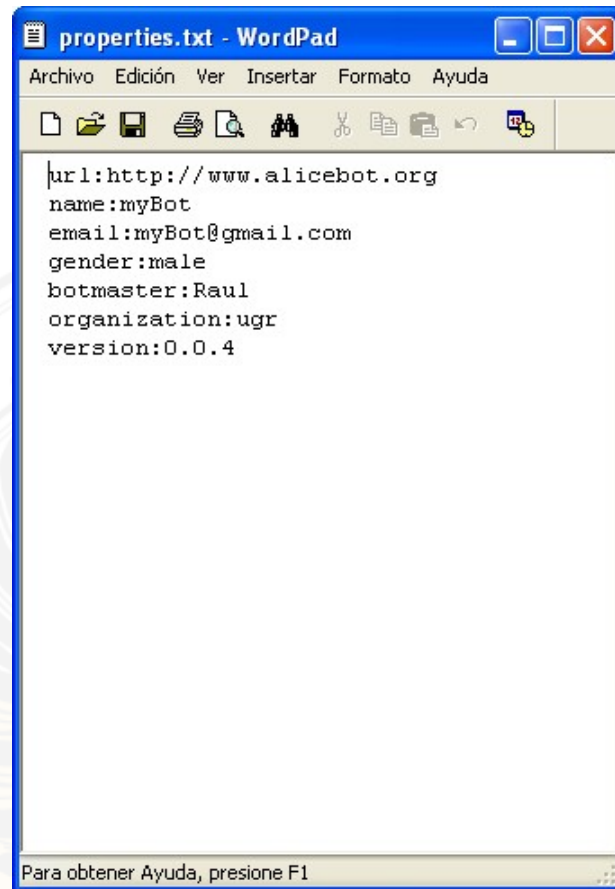 properties.txt - WordPad
Archivo Edición Ver Insertar Formato Ayuda
url:http://www.alicebot.org
name:myBot
email:myBot@gmail.com
gender:male
botmaster:Raul
organization:ugr
version:0.0.4
Para obtener Ayuda, presione F1